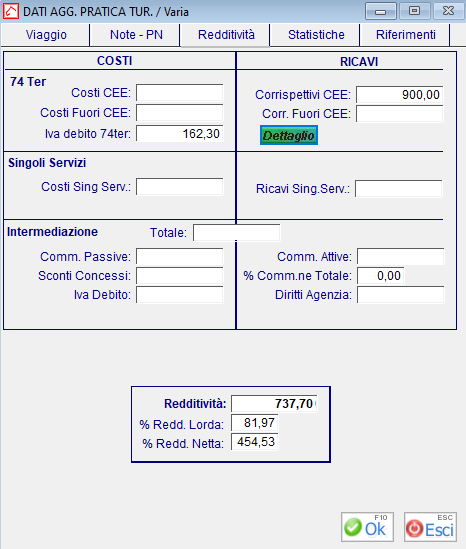 DATI AGG. PRATICA TUR. / Varia
Viaggio Note - PN Redditività Statistiche Riferimenti
COSTI RICAVI
74 Ter
Costi CEE: Corrispettivi CEE: 900,00
Costi Fuori CEE: Corr. Fuori CEE:
Iva debito 74ter: 162,30 Dettaglio
Singoli Servizi
Costi Sing Serv.: Ricavi Sing.Serv.:
Intermediazione Totale:
Comm. Passive: Comm. Attive:
Sconti Concessi: % Comm.ne Totale: 0,00
Iva Debito: Diritti Agenzia:
Redditività: 737,70
% Redd. Lorda: 81,97
% Redd. Netta: 454,53
F10 Ok ESC Esci